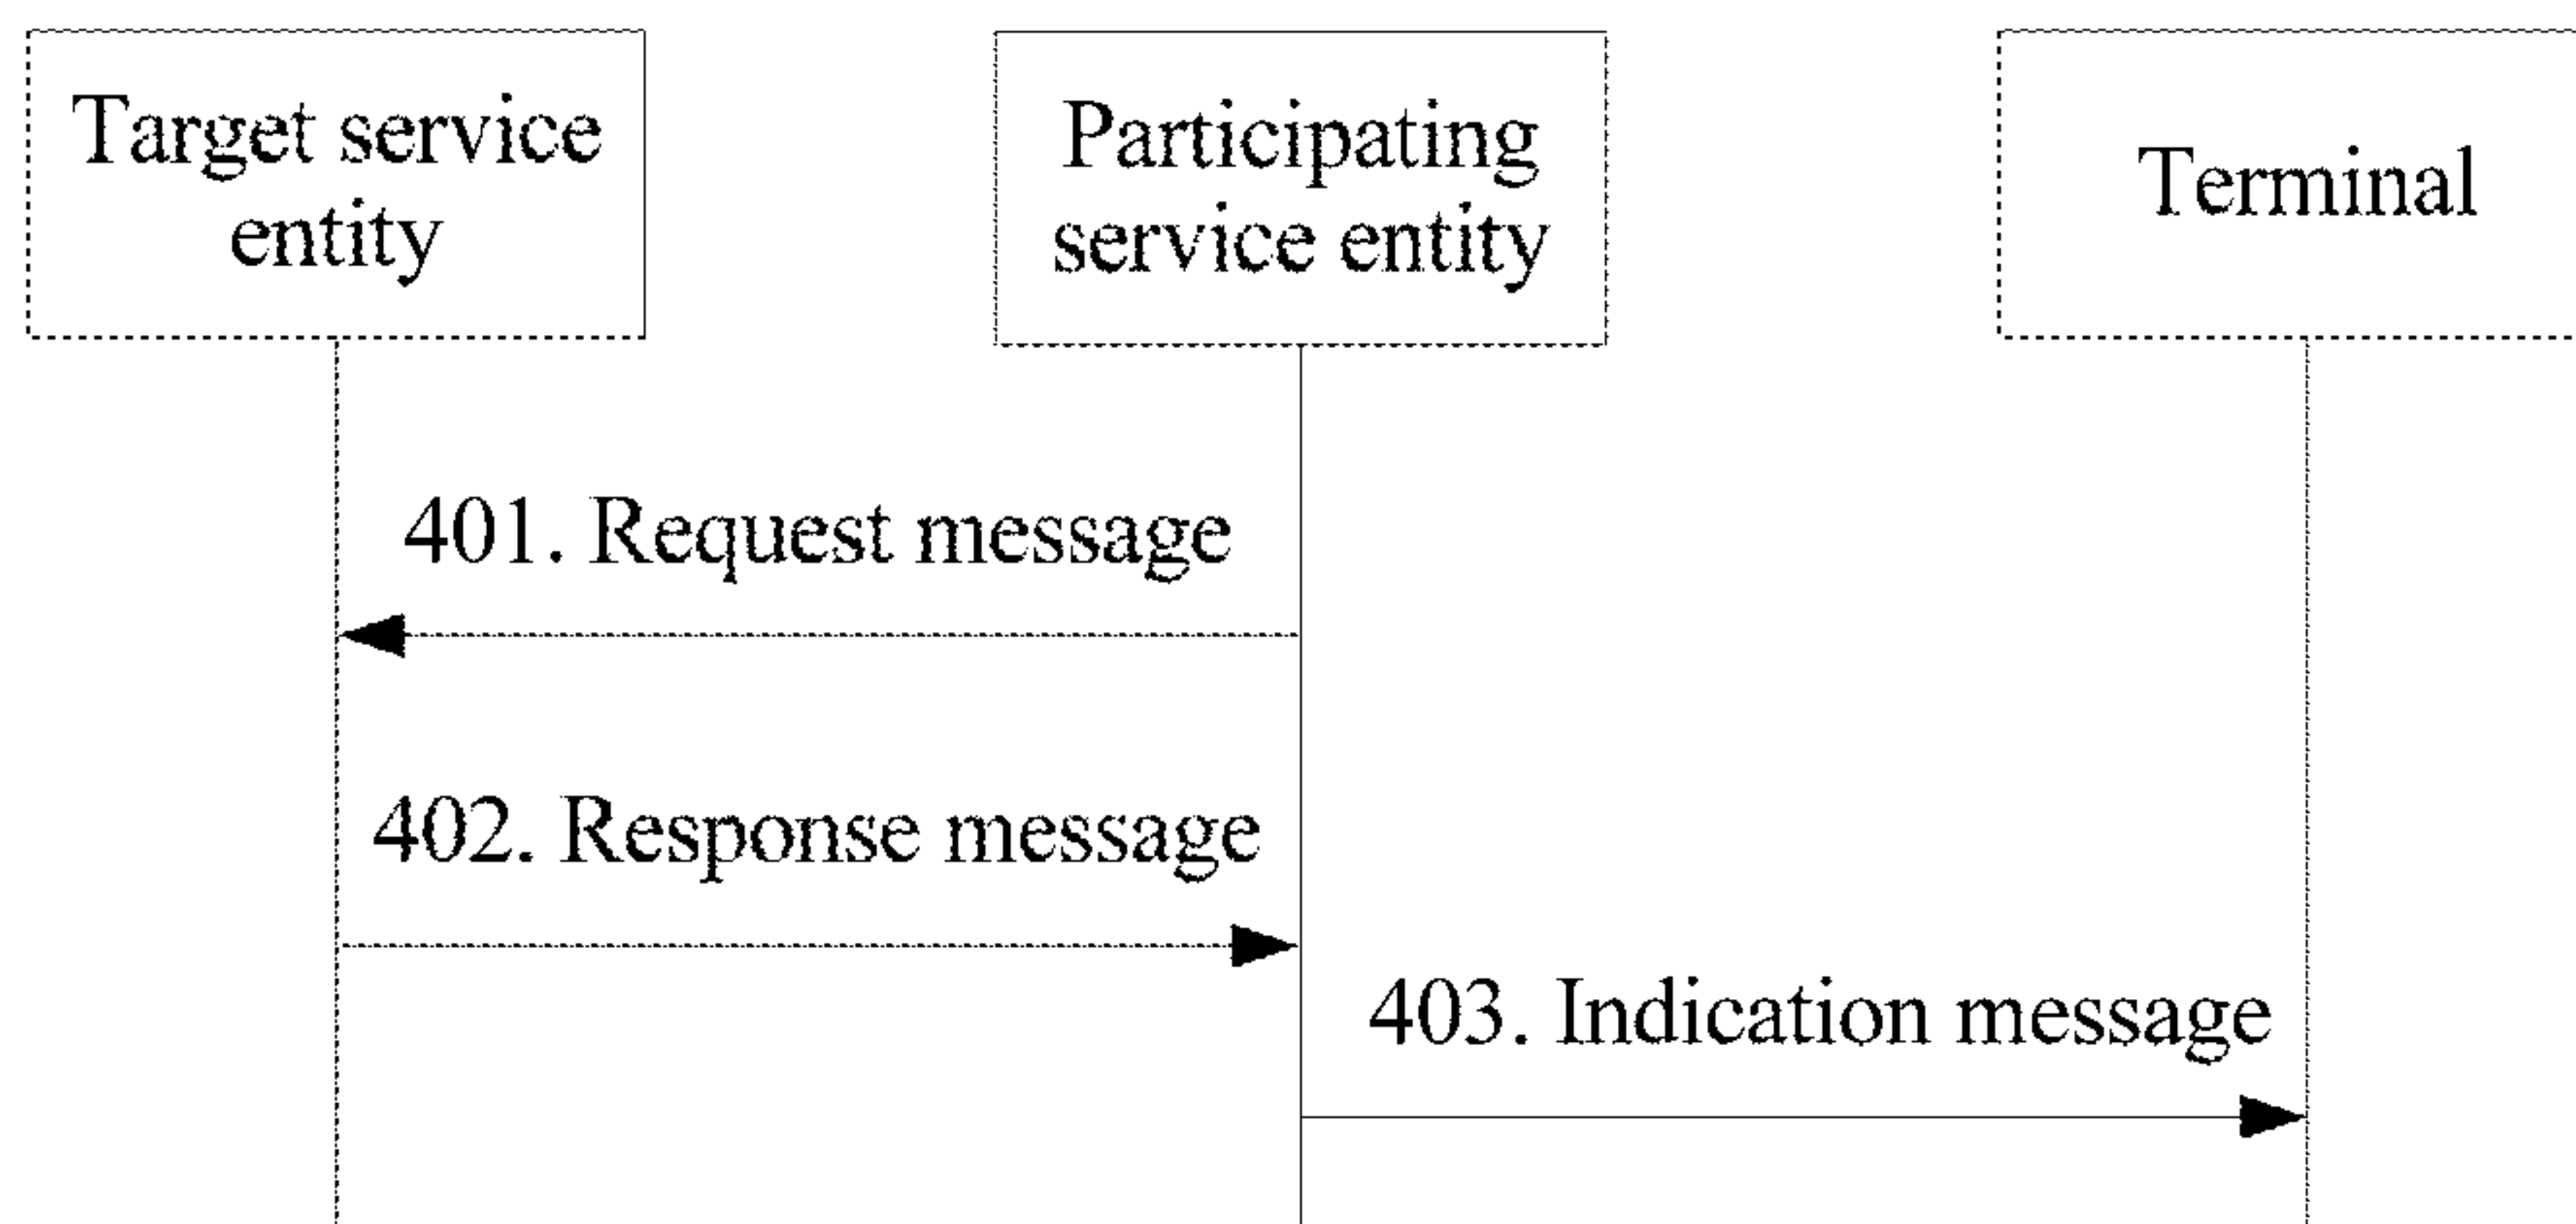 Target service
entity
Participating
service entity
Terminal
401. Request message
402. Response message
403. Indication message